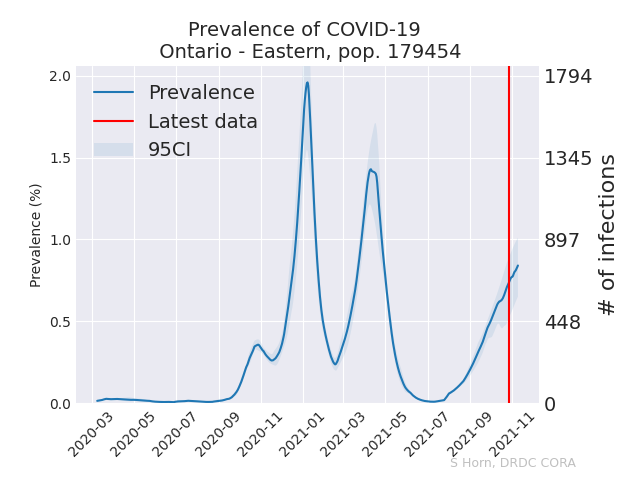 Prevalence of COVID-19
Ontario - Eastern, pop. 179454
Prevalence
Latest data
95CI
Prevalence (%)
2.0
1.5
1.0
0.5
0.0
1794
1345
897
448
0
# of infections
2020-03
2020-05
2020-07
2020-09
2020-11
2021-01
2021-03
2021-05
2021-07
2021-09
2021-11
S Horn, DRDC CORA